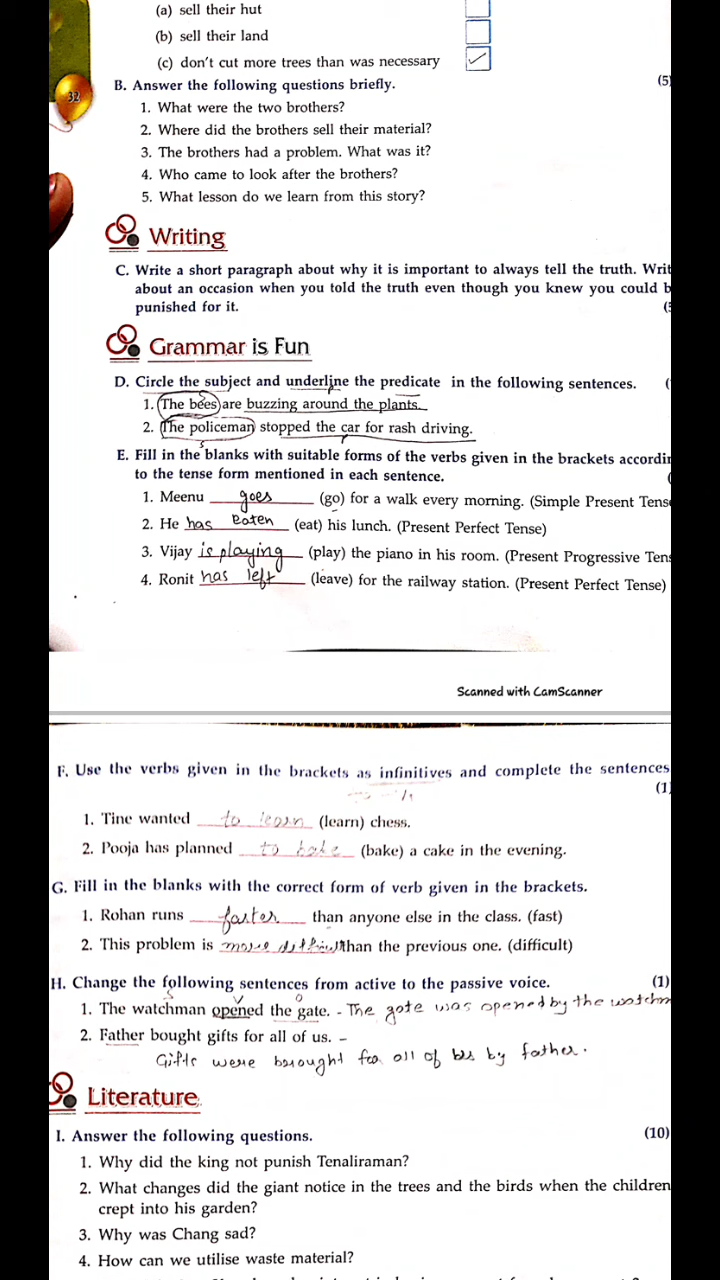 (a) sell their hut
(b) sell their land
(c) don't cut more trees than was necessary
32
B. Answer the following questions briefly. (5)
1. What were the two brothers?
2. Where did the brothers sell their material?
3. The brothers had a problem. What was it?
4. Who came to look after the brothers?
5. What lesson do we learn from this story?
Writing
C. Write a short paragraph about why it is important to always tell the truth. Writ
about an occasion when you told the truth even though you knew you could b
punished for it.
Grammar is Fun
D. Circle the subject and underline the predicate in the following sentences.
1. The bees are buzzing around the plants.
2. The policeman stopped the car for rash driving.
E. Fill in the blanks with suitable forms of the verbs given in the brackets accordin
to the tense form mentioned in each sentence.
1. Meenu goes (go) for a walk every morning. (Simple Present Tens
2. He has eaten (eat) his lunch. (Present Perfect Tense)
3. Vijay is playing (play) the piano in his room. (Present Progressive Tens
4. Ronit has left (leave) for the railway station. (Present Perfect Tense)
Scanned with CamScanner
F. Use the verbs given in the brackets as infinitives and complete the sentences
(1)
1. Tine wanted to learn (learn) chess.
2. Pooja has planned to bake (bake) a cake in the evening.
G. Fill in the blanks with the correct form of verb given in the brackets.
1. Rohan runs faster than anyone else in the class. (fast)
2. This problem is more difficult than the previous one. (difficult)
H. Change the following sentences from active to the passive voice. (1)
S V O
1. The watchman opened the gate. - The gate was opened by the watchm
2. Father bought gifts for all of us. -
Gifts were borought for all of us by father.
Literature
I. Answer the following questions. (10)
1. Why did the king not punish Tenaliraman?
2. What changes did the giant notice in the trees and the birds when the children
crept into his garden?
3. Why was Chang sad?
4. How can we utilise waste material?